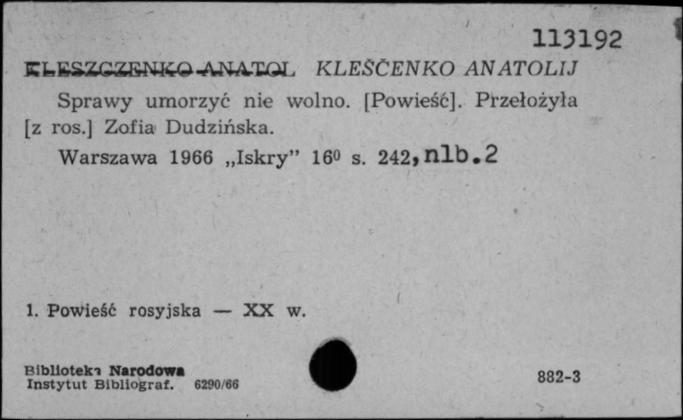 113192
KLESZCZENKO ANATOL KLEŠČENKO ANATOLIJ
Sprawy umorzyć nie wolno. [Powieść]. Przełożyła
[z ros.] Zofia Dudzińska.
Warszawa 1966 „Iskry” 16⁰ s. 242, nlb.2
1. Powieść rosyjska — XX w.
Biblioteka Narodowa
Instytut Bibliograf. 6290/66
882-3